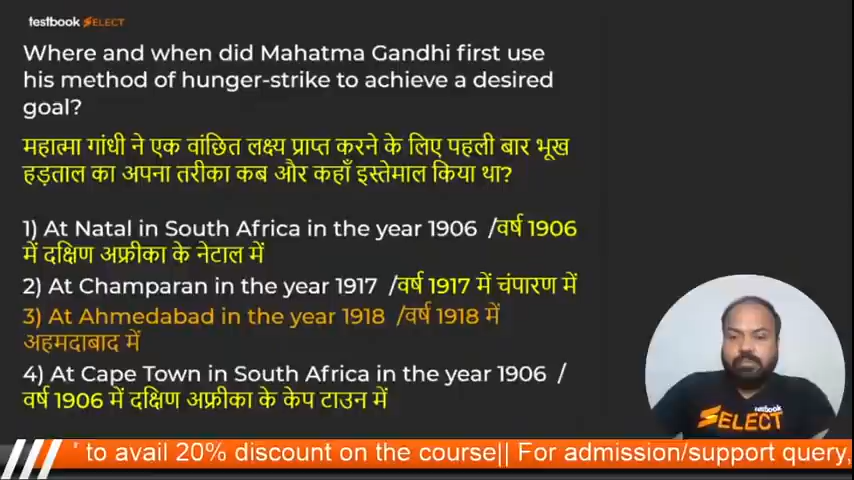 testbook SELECT
Where and when did Mahatma Gandhi first use
his method of hunger-strike to achieve a desired
goal?
महात्मा गांधी ने एक वांछित लक्ष्य प्राप्त करने के लिए पहली बार भूख
हड़ताल का अपना तरीका कब और कहाँ इस्तेमाल किया था?
1) At Natal in South Africa in the year 1906 /वर्ष 1906
में दक्षिण अफ्रीका के नेटाल में
2) At Champaran in the year 1917 /वर्ष 1917 में चंपारण में
3) At Ahmedabad in the year 1918 /वर्ष 1918 में
अहमदाबाद में
4) At Cape Town in South Africa in the year 1906 /
वर्ष 1906 में दक्षिण अफ्रीका के केप टाउन में
testbook
SELECT
to avail 20% discount on the course|| For admission/support query,